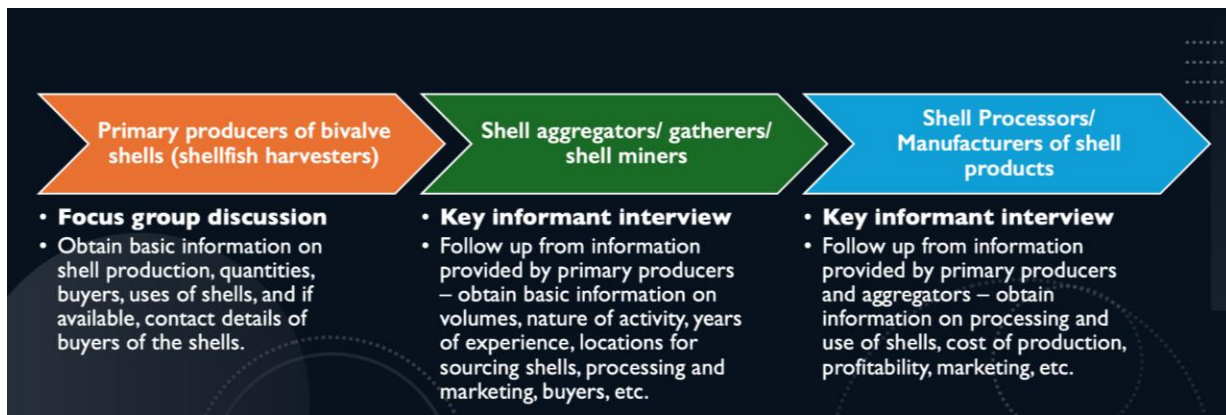 Primary producers of bivalve
shells (shellfish harvesters)
• Focus group discussion
• Obtain basic information on
shell production, quantities,
buyers, uses of shells, and if
available, contact details of
buyers of the shells.
Shell aggregators/ gatherers/
shell miners
• Key informant interview
• Follow up from information
provided by primary producers
– obtain basic information on
volumes, nature of activity, years
of experience, locations for
sourcing shells, processing and
marketing, buyers, etc.
Shell Processors/
Manufacturers of shell
products
• Key informant interview
• Follow up from information
provided by primary producers
and aggregators – obtain
information on processing and
use of shells, cost of production,
profitability, marketing, etc.